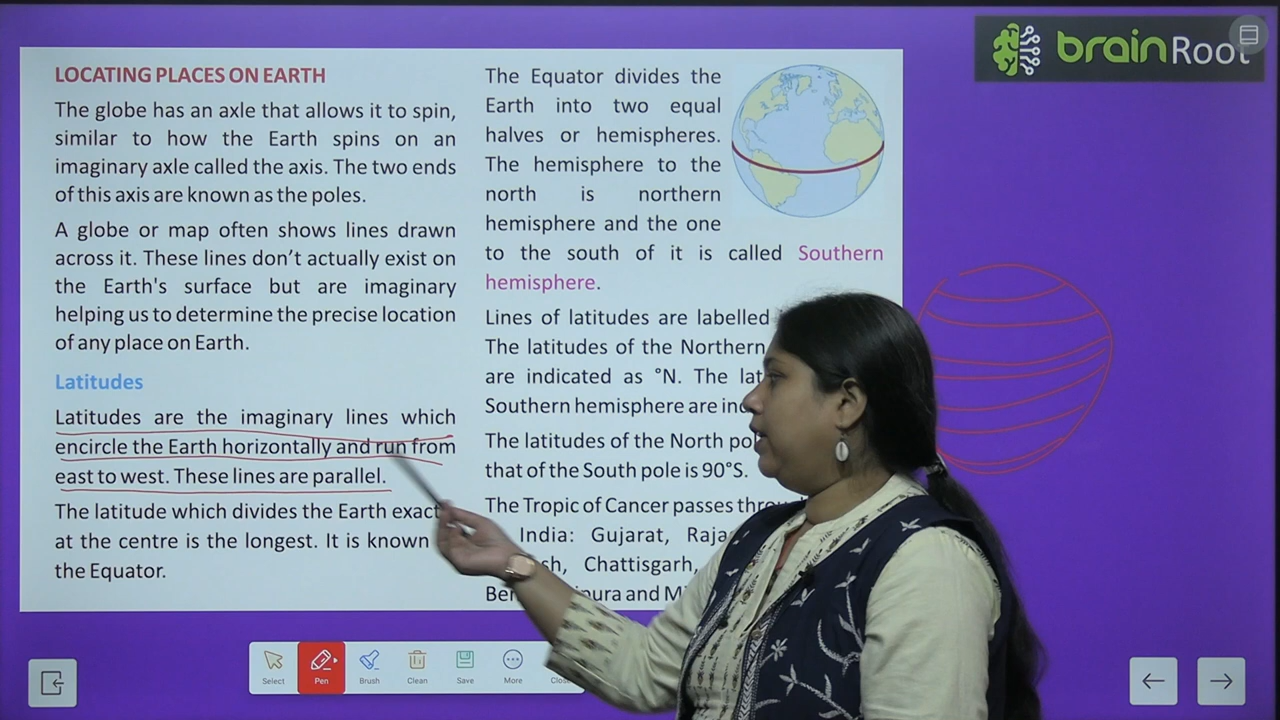 brainRoot
LOCATING PLACES ON EARTH
The globe has an axle that allows it to spin,
similar to how the Earth spins on an
imaginary axle called the axis. The two ends
of this axis are known as the poles.
A globe or map often shows lines drawn
across it. These lines don't actually exist on
the Earth's surface but are imaginary
helping us to determine the precise location
of any place on Earth.
Latitudes
Latitudes are the imaginary lines which
encircle the Earth horizontally and run from
east to west. These lines are parallel.
The latitude which divides the Earth
at the centre is the longest. It is known
the Equator.
The Equator divides the
Earth into two equal
halves or hemispheres.
The hemisphere to the
north is northern
hemisphere and the one
to the south of it is called Southern
hemisphere.
Lines of latitudes are labelled
The latitudes of the Northern
are indicated as °N. The
Southern hemisphere are
The latitudes of the North
that of the South pole is 90°S.
The Tropic of Cancer passes
India: Gujarat,
Chattisgarh,
and
Select
Pen
Brush
Clean
Save
More